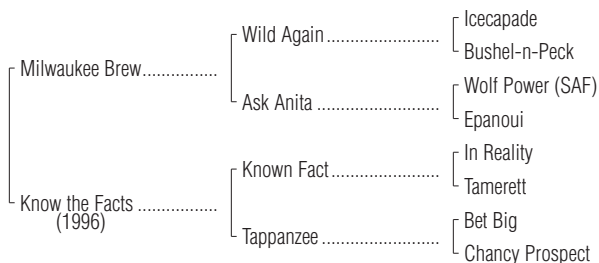 Icecapade
Wild Again........................
Bushel-n-Peck
Milwaukee Brew................
Wolf Power (SAF)
Ask Anita ..........................
Epanoui
In Reality
Known Fact.......................
Tamerett
Know the Facts .................
(1996)
Bet Big
Tappanzee .........................
Chancy Prospect